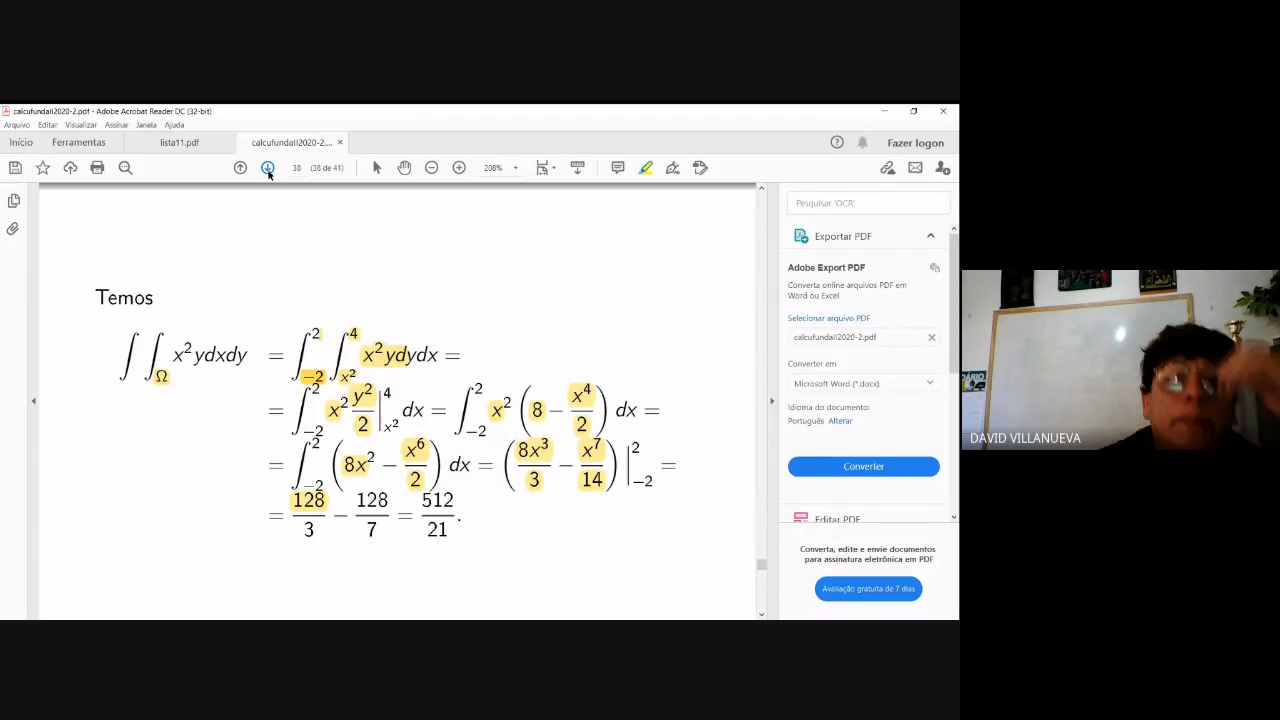 calcufundaII2020-2.pdf - Adobe Acrobat Reader DC (32-bit)
Arquivo Editar Visualizar Assinar Janela Ajuda
Início Ferramentas lista11.pdf calcufundaII2020-2.... × Fazer logon
38 (38 de 41) 208%
Pesquisar 'OCR'
Exportar PDF
Adobe Export PDF
Converta online arquivos PDF em
Word ou Excel
Selecionar arquivo PDF
calcufundaII2020-2.pdf
Converter em
Microsoft Word (*.docx)
Idioma do documento:
Português Alterar
Converter
Editar PDF
Converta, edite e envie documentos
para assinatura eletrônica em PDF
Avaliação gratuita de 7 dias
Temos
∫∫_Ω x²ydxdy = ∫_{-2}^{2} ∫_{x²}^{4} x²ydydx =
= ∫_{-2}^{2} x² y²/2 |_{x²}^{4} dx = ∫_{-2}^{2} x² (8 − x⁴/2) dx =
= ∫_{-2}^{2} (8x² − x⁶/2) dx = (8x³/3 − x⁷/14) |_{-2}^{2} =
= 128/3 − 128/7 = 512/21.
DAVID VILLANUEVA